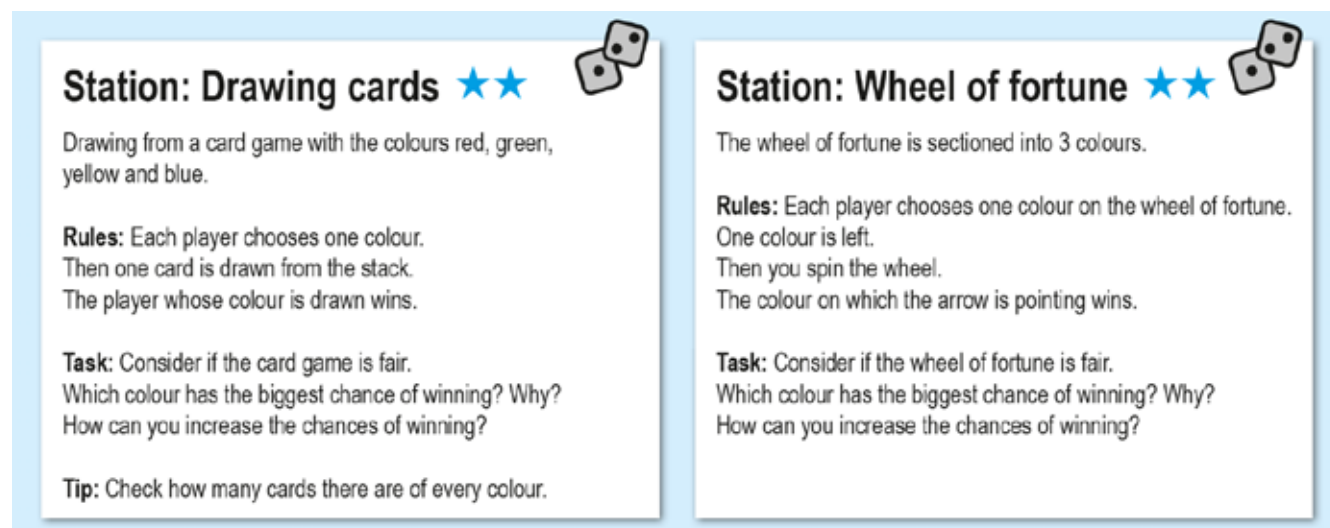 Station: Drawing cards
Drawing from a card game with the colours red, green,
yellow and blue.
Rules: Each player chooses one colour.
Then one card is drawn from the stack.
The player whose colour is drawn wins.
Task: Consider if the card game is fair.
Which colour has the biggest chance of winning? Why?
How can you increase the chances of winning?
Tip: Check how many cards there are of every colour.
Station: Wheel of fortune
The wheel of fortune is sectioned into 3 colours.
Rules: Each player chooses one colour on the wheel of fortune.
One colour is left.
Then you spin the wheel.
The colour on which the arrow is pointing wins.
Task: Consider if the wheel of fortune is fair.
Which colour has the biggest chance of winning? Why?
How can you increase the chances of winning?